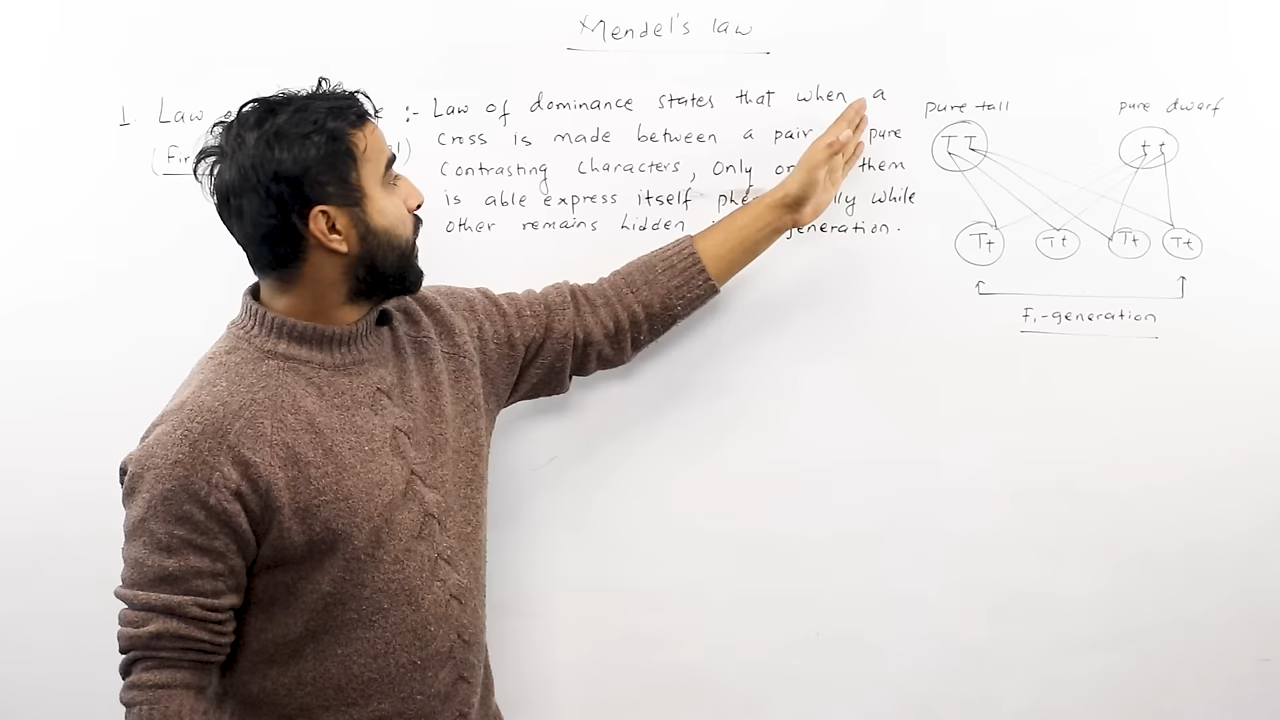 Mendel's law
1. Law :- Law of dominance states that when a
cross is made between a pair pure
Contrasting characters, Only them
is able express itself while
other remains hidden generation.
pure tall
pure dwarf
TT
tt
Tt
Tt
Tt
Tt
F₁-generation